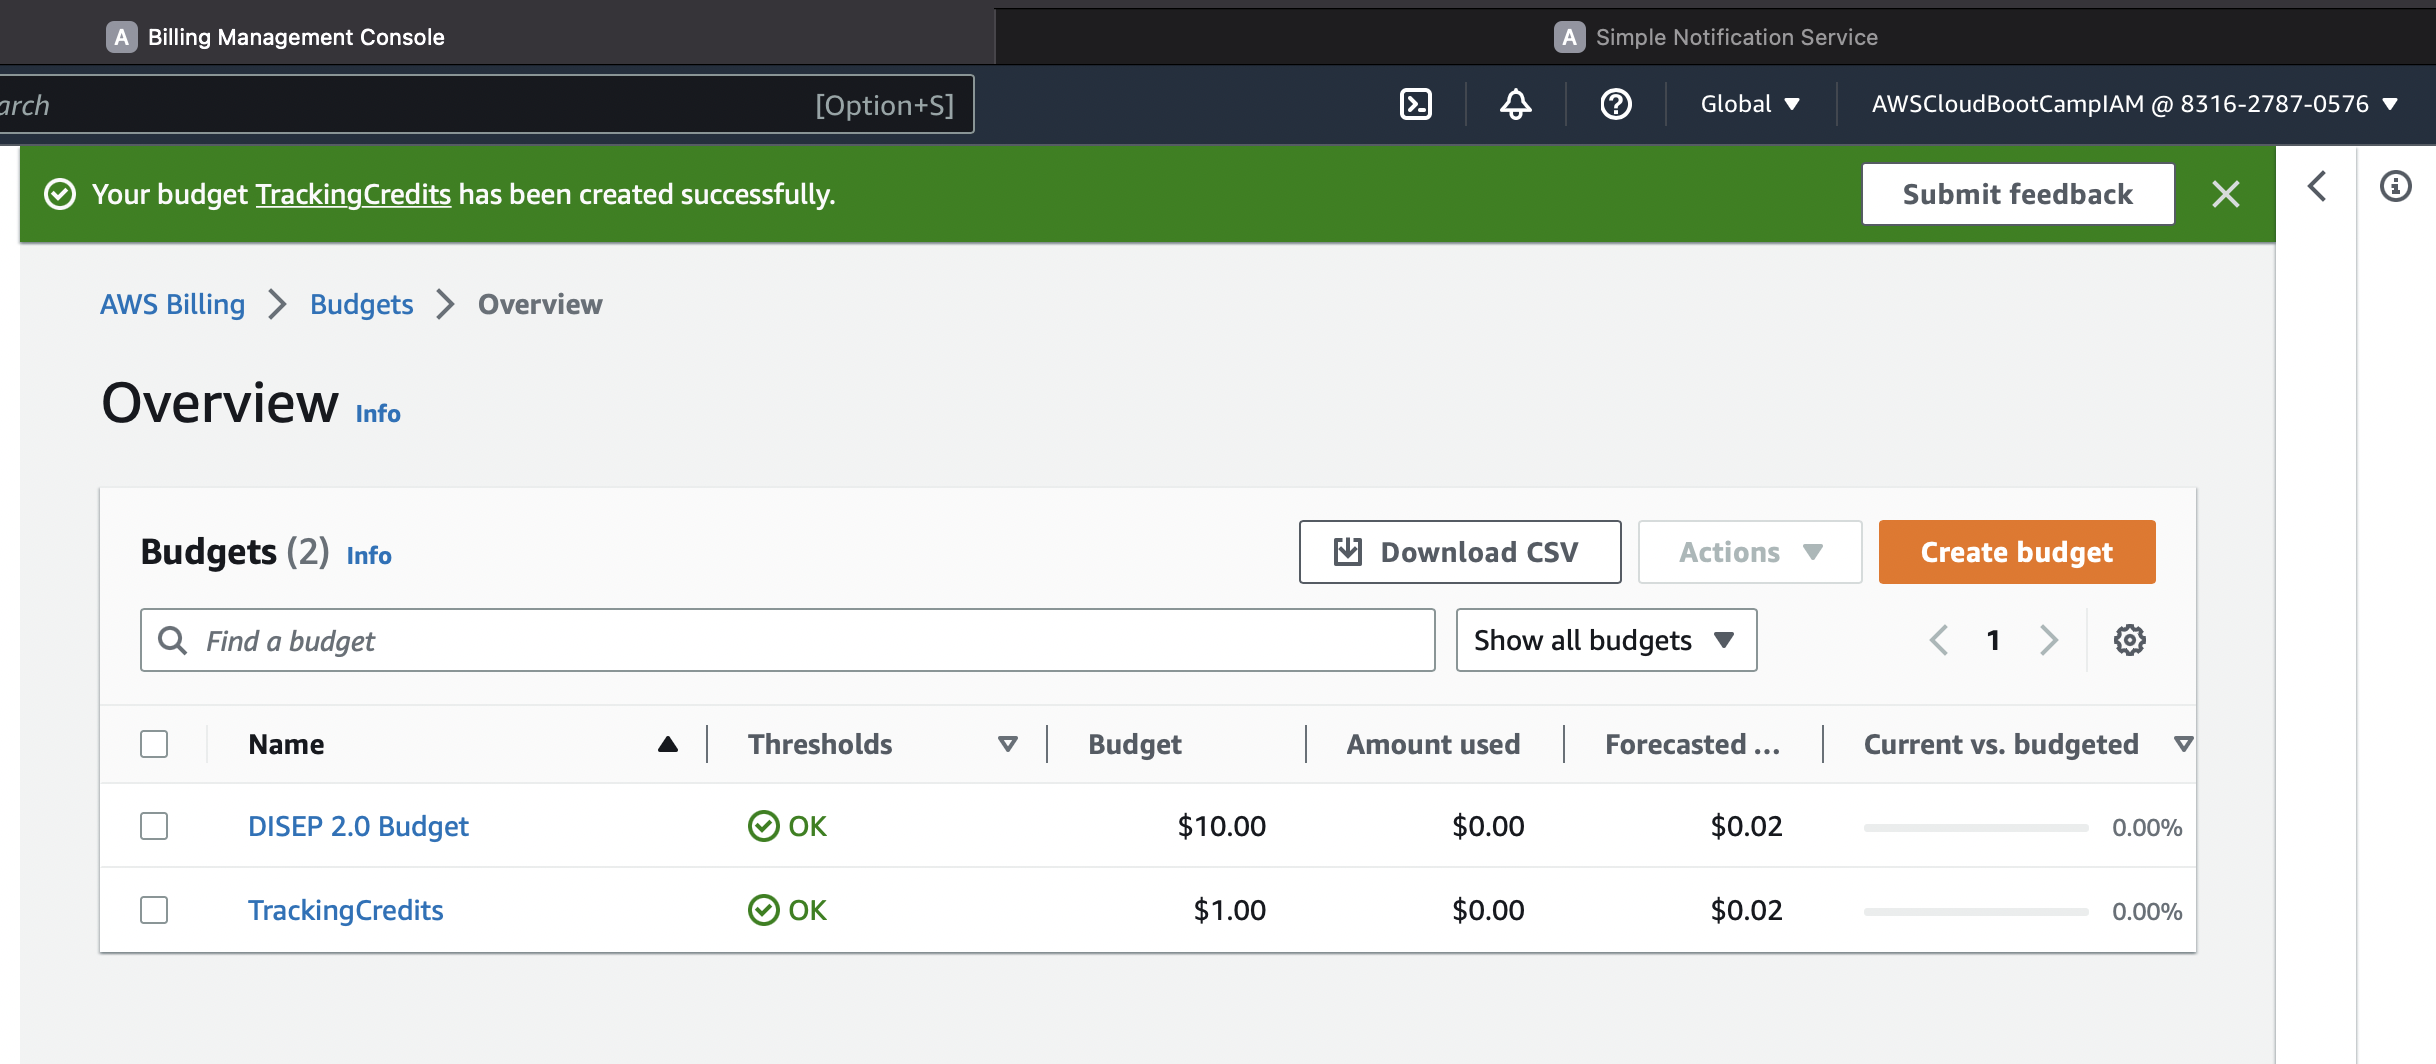 A Billing Management Console
A Simple Notification Service
arch [Option+S]
Global ▼ AWSCloudBootCampIAM @ 8316-2787-0576 ▼
Your budget TrackingCredits has been created successfully. Submit feedback
AWS Billing > Budgets > Overview
Overview Info
Budgets (2) Info Download CSV Actions Create budget
Find a budget Show all budgets 1
Name Thresholds Budget Amount used Forecasted ... Current vs. budgeted
DISEP 2.0 Budget OK $10.00 $0.00 $0.02 0.00%
TrackingCredits OK $1.00 $0.00 $0.02 0.00%